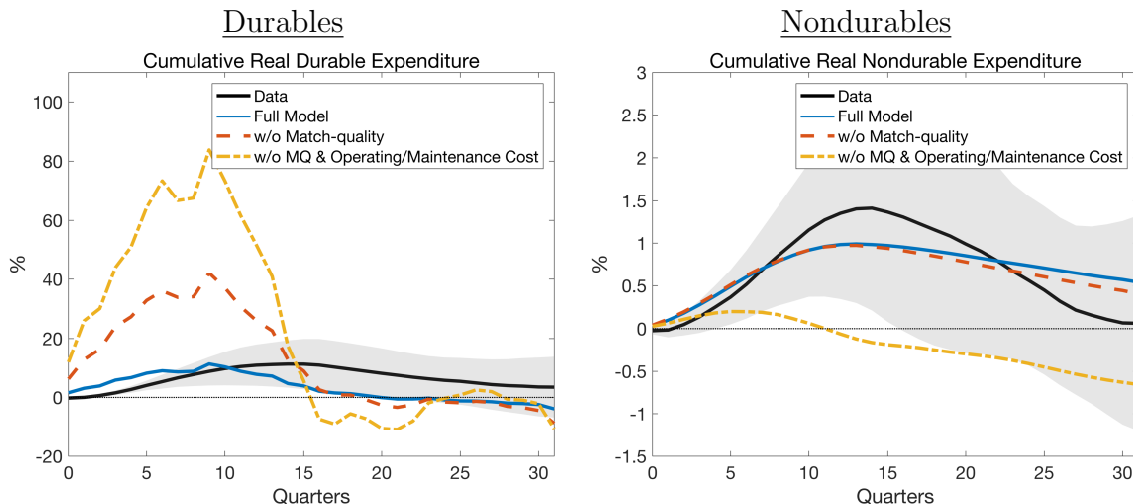 Durables
Cumulative Real Durable Expenditure
Data
Full Model
w/o Match-quality
w/o MQ & Operating/Maintenance Cost
100
80
60
40
20
0
-20
%
0 5 10 15 20 25 30
Quarters
Nondurables
Cumulative Real Nondurable Expenditure
Data
Full Model
w/o Match-quality
w/o MQ & Operating/Maintenance Cost
3
2.5
2
1.5
1
0.5
0
-0.5
-1
-1.5
%
0 5 10 15 20 25 30
Quarters